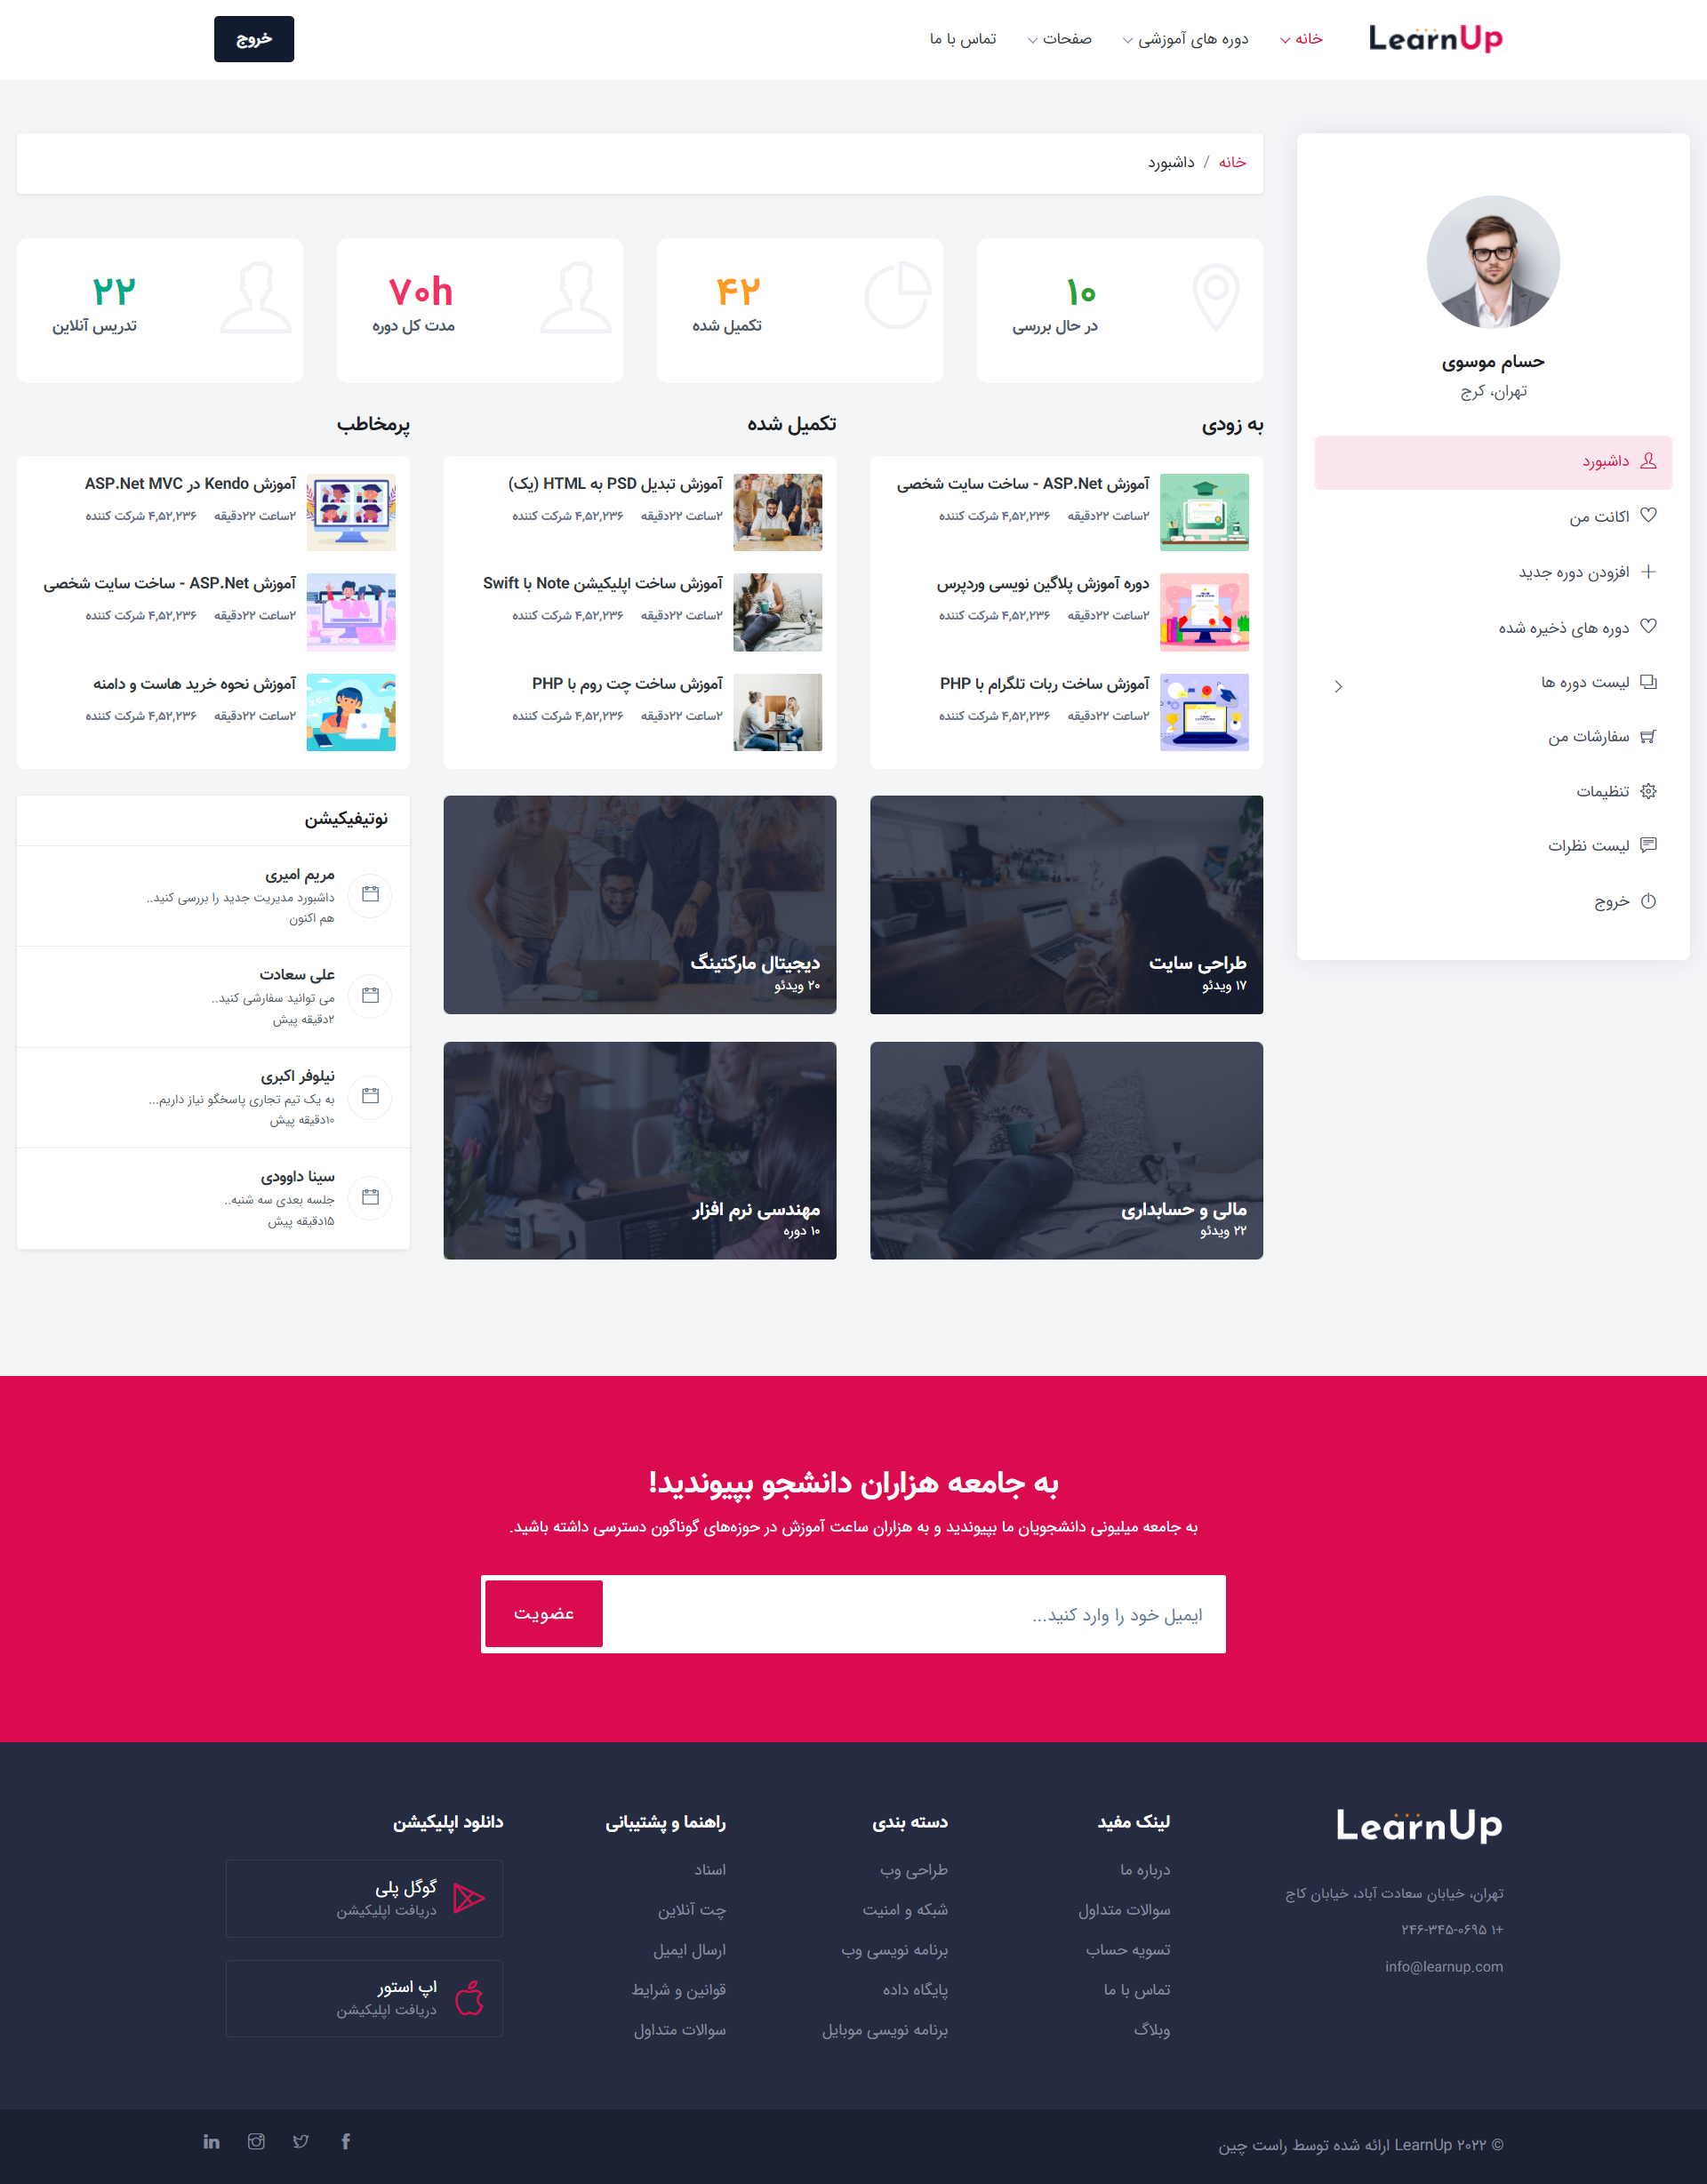 LearnUp
خانه
دوره های آموزشی
صفحات
تماس با ما
خروج
حسام موسوی
تهران، کرج
داشبورد
اکانت من
افزودن دوره جدید
دوره های ذخیره شده
لیست دوره ها
سفارشات من
تنظیمات
لیست نظرات
خروج
خانه / داشبورد
۱۰
در حال بررسی
۴۲
تکمیل شده
۷۰h
مدت کل دوره
۲۲
تدریس آنلاین
به زودی
آموزش ASP.Net - ساخت سایت شخصی
۲ساعت ۲۲دقیقه ۴,۵۲,۲۳۶ شرکت کننده
دوره آموزش پلاگین نویسی وردپرس
۲ساعت ۲۲دقیقه ۴,۵۲,۲۳۶ شرکت کننده
آموزش ساخت ربات تلگرام با PHP
۲ساعت ۲۲دقیقه ۴,۵۲,۲۳۶ شرکت کننده
تکمیل شده
آموزش تبدیل PSD به HTML (یک)
۲ساعت ۲۲دقیقه ۴,۵۲,۲۳۶ شرکت کننده
آموزش ساخت اپلیکیشن Note با Swift
۲ساعت ۲۲دقیقه ۴,۵۲,۲۳۶ شرکت کننده
آموزش ساخت چت روم با PHP
۲ساعت ۲۲دقیقه ۴,۵۲,۲۳۶ شرکت کننده
پرمخاطب
آموزش Kendo در ASP.Net MVC
۲ساعت ۲۲دقیقه ۴,۵۲,۲۳۶ شرکت کننده
آموزش ASP.Net - ساخت سایت شخصی
۲ساعت ۲۲دقیقه ۴,۵۲,۲۳۶ شرکت کننده
آموزش نحوه خرید هاست و دامنه
۲ساعت ۲۲دقیقه ۴,۵۲,۲۳۶ شرکت کننده
طراحی سایت
۱۷ ویدئو
دیجیتال مارکتینگ
۲۰ ویدئو
مالی و حسابداری
۲۲ ویدئو
مهندسی نرم افزار
۱۰ دوره
نوتیفیکیشن
مریم امیری
داشبورد مدیریت جدید را بررسی کنید..
هم اکنون
علی سعادت
می توانید سفارشی کنید..
۲دقیقه پیش
نیلوفر اکبری
به یک تیم تجاری پاسخگو نیاز داریم...
۱۰دقیقه پیش
سینا داوودی
جلسه بعدی سه شنبه..
۱۵دقیقه پیش
به جامعه هزاران دانشجو بپیوندید!
به جامعه میلیونی دانشجویان ما بپیوندید و به هزاران ساعت آموزش در حوزه‌های گوناگون دسترسی داشته باشید.
ایمیل خود را وارد کنید...
عضویت
LearnUp
تهران، خیابان سعادت آباد، خیابان کاج
+۱ ۲۴۶-۳۴۵-۰۶۹۵
info@learnup.com
لینک مفید
درباره ما
سوالات متداول
تسویه حساب
تماس با ما
وبلاگ
دسته بندی
طراحی وب
شبکه و امنیت
برنامه نویسی وب
پایگاه داده
برنامه نویسی موبایل
راهنما و پشتیبانی
اسناد
چت آنلاین
ارسال ایمیل
قوانین و شرایط
سوالات متداول
دانلود اپلیکیشن
گوگل پلی
دریافت اپلیکیشن
اپ استور
دریافت اپلیکیشن
© ۲۰۲۲ LearnUp ارائه شده توسط راست چین